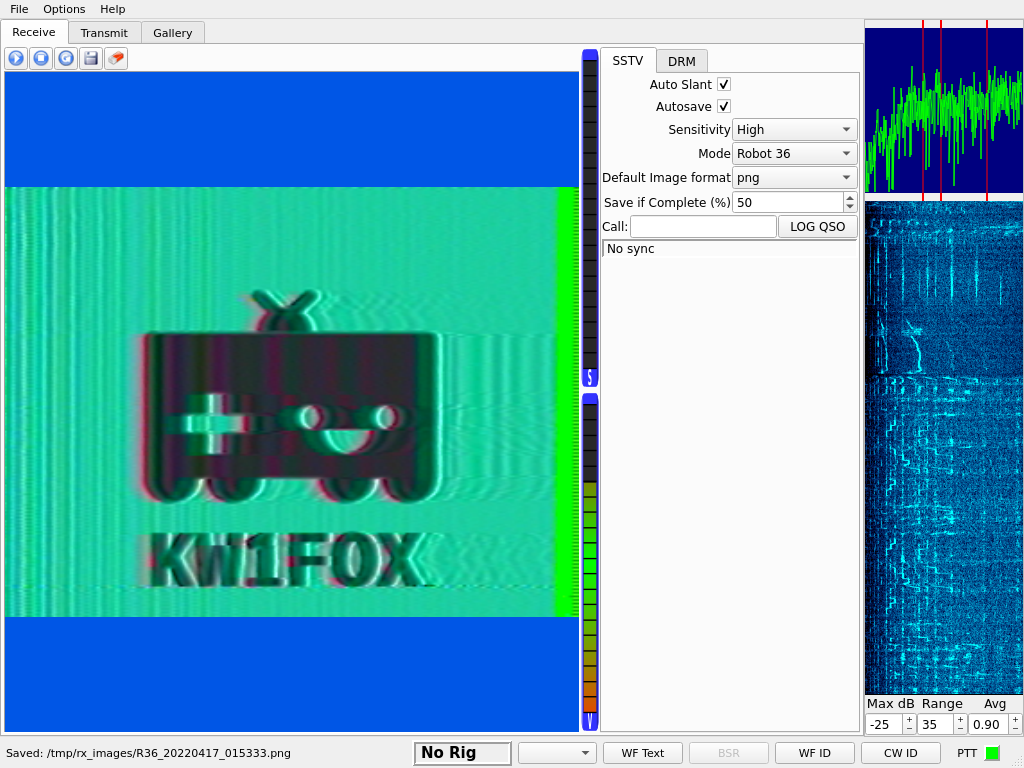 File Options Help
Receive Transmit Gallery
SSTV DRM
Auto Slant
Autosave
Sensitivity High
Mode Robot 36
Default Image format png
Save if Complete (%) 50
Call: LOG QSO
No sync
KW1FOX
S
V
Max dB Range Avg
-25 35 0.90
Saved: /tmp/rx_images/R36_20220417_015333.png No Rig WF Text BSR WF ID CW ID PTT